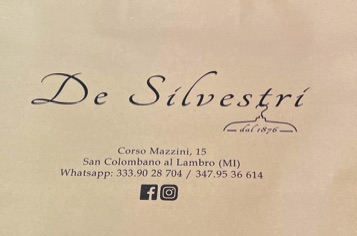 De Silvestri
dal 1876
Corso Mazzini, 15
San Colombano al Lambro (MI)
Whatsapp: 333.90 28 704 / 347.95 36 614